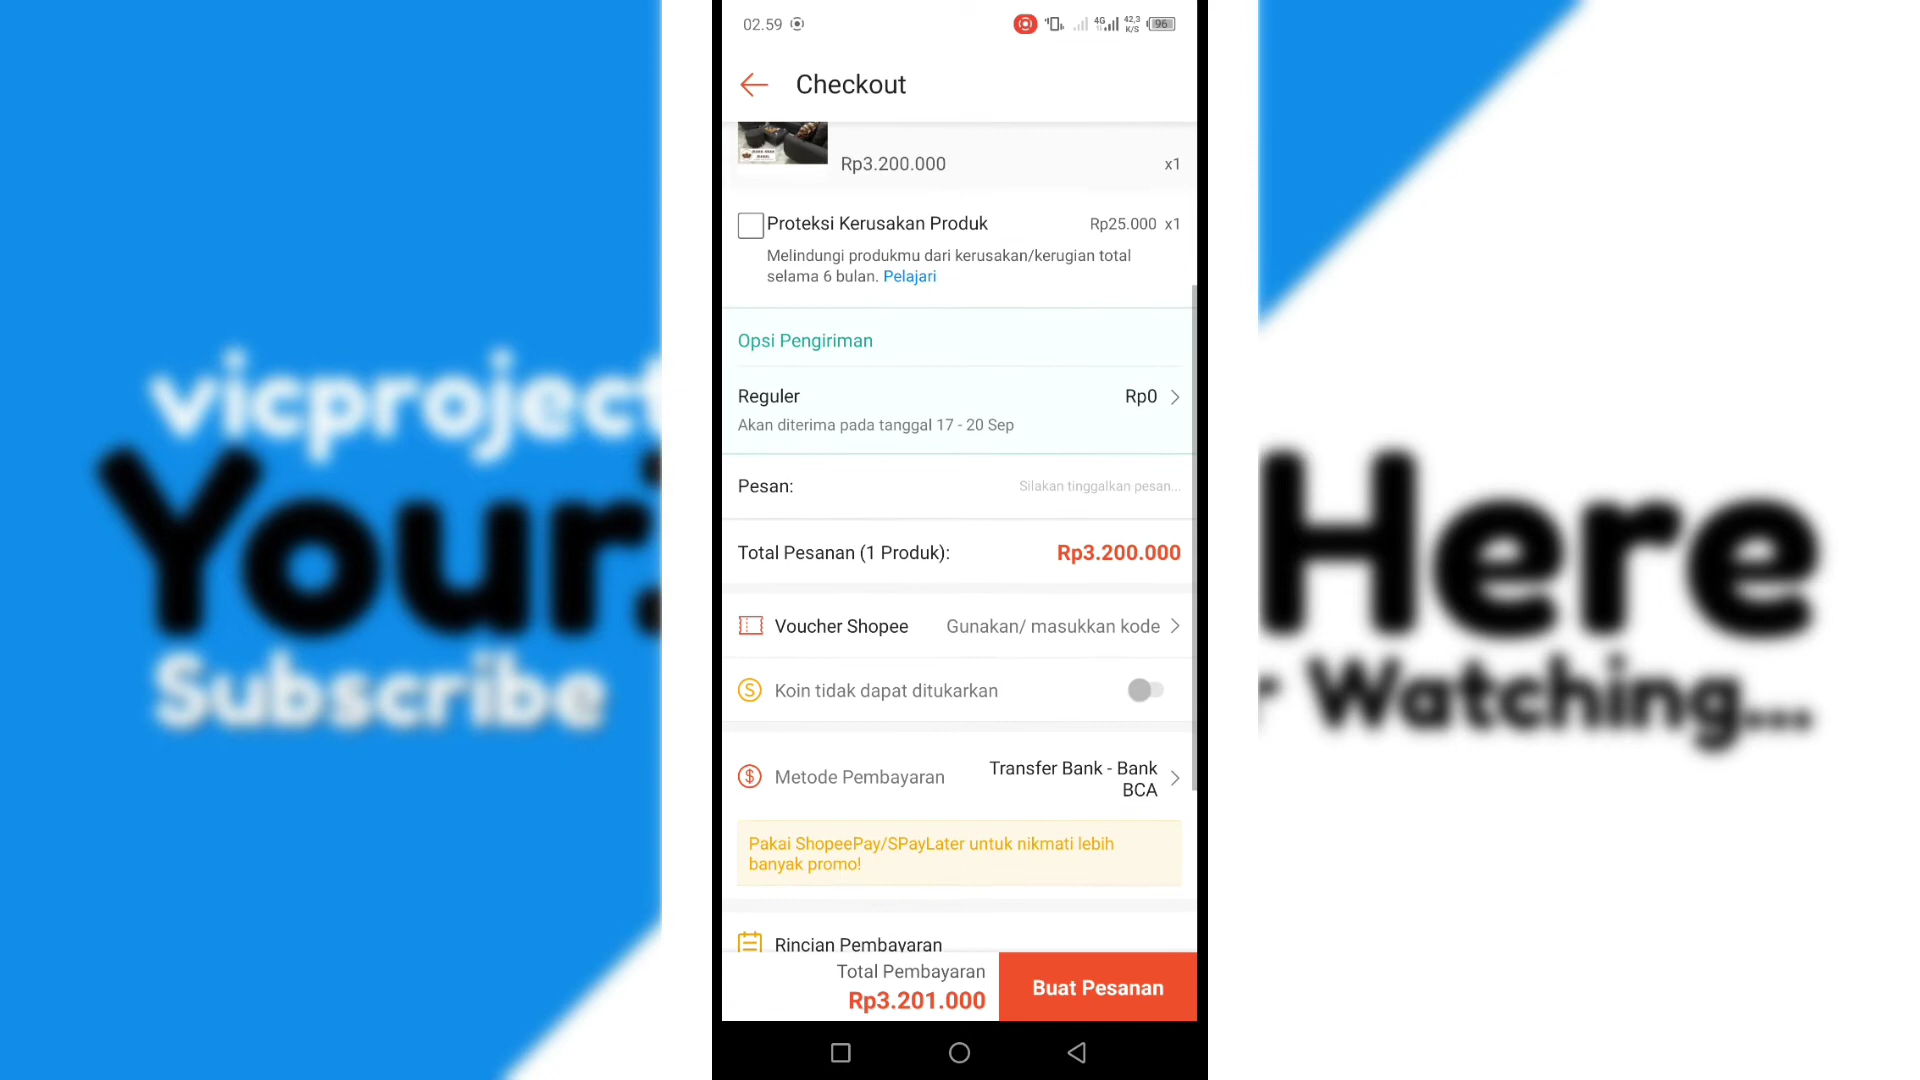 02.59
4G
42,3
K/S
96
Checkout
Rp3.200.000
x1
Proteksi Kerusakan Produk
Rp25.000 x1
Melindungi produkmu dari kerusakan/kerugian total
selama 6 bulan. Pelajari
Opsi Pengiriman
Reguler
Rp0
Akan diterima pada tanggal 17 - 20 Sep
Pesan:
Silakan tinggalkan pesan...
Total Pesanan (1 Produk):
Rp3.200.000
Voucher Shopee
Gunakan/ masukkan kode
Koin tidak dapat ditukarkan
Metode Pembayaran
Transfer Bank - Bank
BCA
Pakai ShopeePay/SPayLater untuk nikmati lebih
banyak promo!
Rincian Pembayaran
Total Pembayaran
Rp3.201.000
Buat Pesanan
vicproject
Your
Subscribe
Here
Watching...